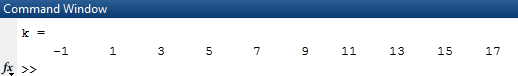 Command Window
k =
-1 1 3 5 7 9 11 13 15 17
fx >>